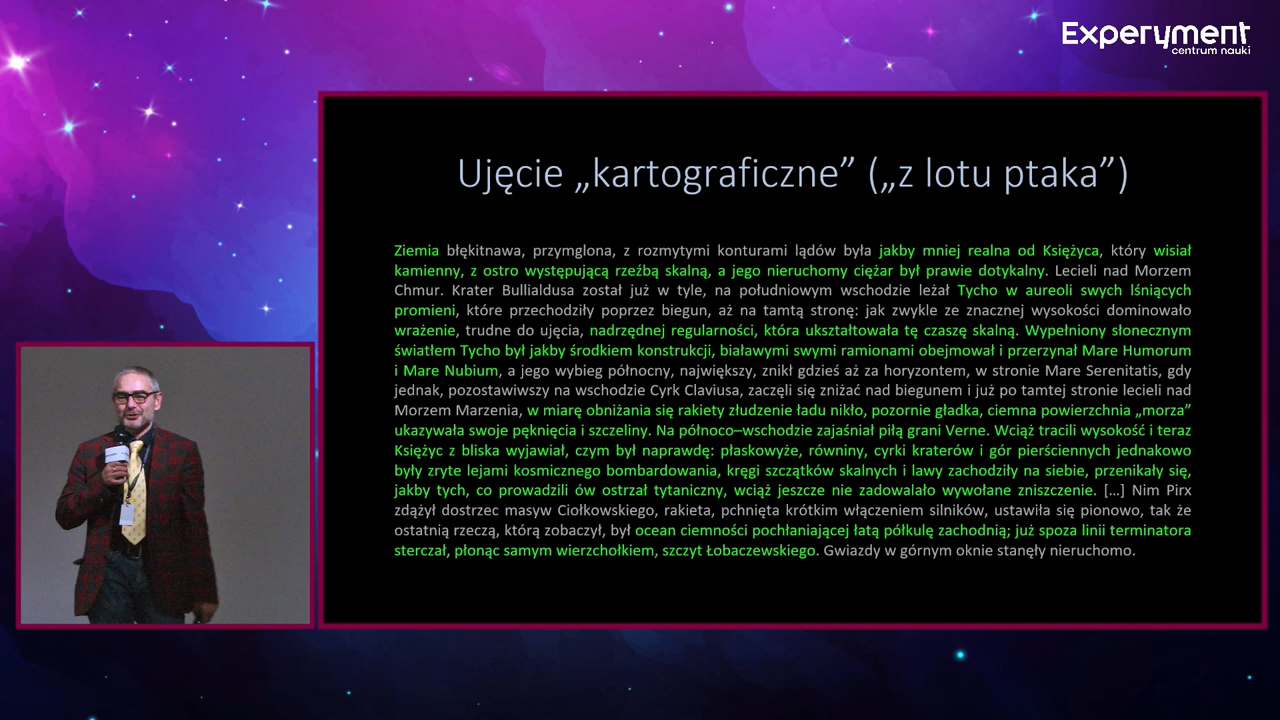 Experyment
centrum nauki
Ujęcie „kartograficzne” („z lotu ptaka”)
Ziemia błękitnawa, przymglona, z rozmytymi konturami lądów była jakby mniej realna od Księżyca, który wisiał
kamienny, z ostro występującą rzeźbą skalną, a jego nieruchomy ciężar był prawie dotykalny. Lecieli nad Morzem
Chmur. Krater Bullialdusa został już w tyle, na południowym wschodzie leżał Tycho w aureoli swych lśniących
promieni, które przechodziły poprzez biegun, aż na tamtą stronę: jak zwykle ze znacznej wysokości dominowało
wrażenie, trudne do ujęcia, nadrzędnej regularności, która ukształtowała tę czaszę skalną. Wypełniony słonecznym
światłem Tycho był jakby środkiem konstrukcji, białawymi swymi ramionami obejmował i przerzynał Mare Humorum
i Mare Nubium, a jego wybieg północny, największy, znikł gdzieś aż za horyzontem, w stronie Mare Serenitatis, gdy
jednak, pozostawiwszy na wschodzie Cyrk Claviusa, zaczęli się zniżać nad biegunem i już po tamtej stronie lecieli nad
Morzem Marzenia, w miarę obniżania się rakiety złudzenie ładu nikło, pozornie gładka, ciemna powierzchnia „morza”
ukazywała swoje pęknięcia i szczeliny. Na północo–wschodzie zajaśniał piłą grani Verne. Wciąż tracili wysokość i teraz
Księżyc z bliska wyjawiał, czym był naprawdę: płaskowyże, równiny, cyrki kraterów i gór pierściennych jednakowo
były zryte lejami kosmicznego bombardowania, kręgi szczątków skalnych i lawy zachodziły na siebie, przenikały się,
jakby tych, co prowadzili ów ostrzał tytaniczny, wciąż jeszcze nie zadowalało wywołane zniszczenie. […] Nim Pirx
zdążył dostrzec masyw Ciołkowskiego, rakieta, pchnięta krótkim włączeniem silników, ustawiła się pionowo, tak że
ostatnią rzeczą, którą zobaczył, był ocean ciemności pochłaniającej łatą półkulę zachodnią; już spoza linii terminatora
sterczał, płonąc samym wierzchołkiem, szczyt Łobaczewskiego. Gwiazdy w górnym oknie stanęły nieruchomo.